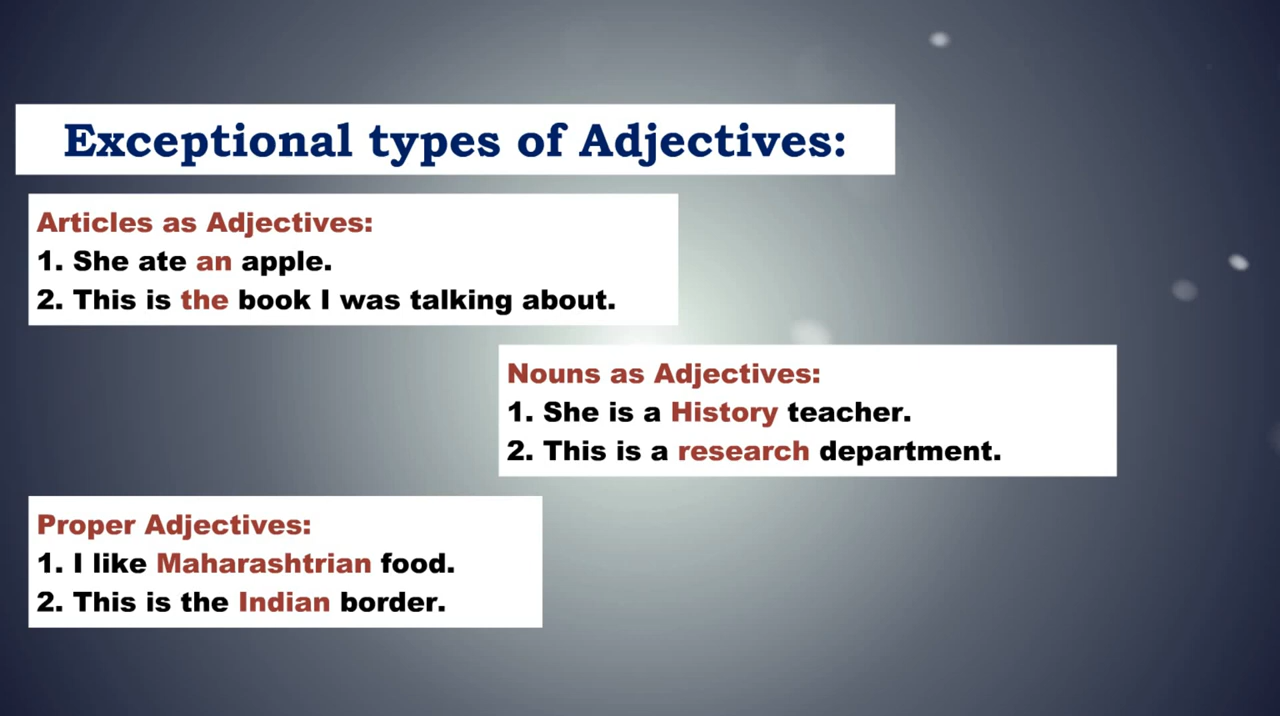 Exceptional types of Adjectives:
Articles as Adjectives:
1. She ate an apple.
2. This is the book I was talking about.
Nouns as Adjectives:
1. She is a History teacher.
2. This is a research department.
Proper Adjectives:
1. I like Maharashtrian food.
2. This is the Indian border.